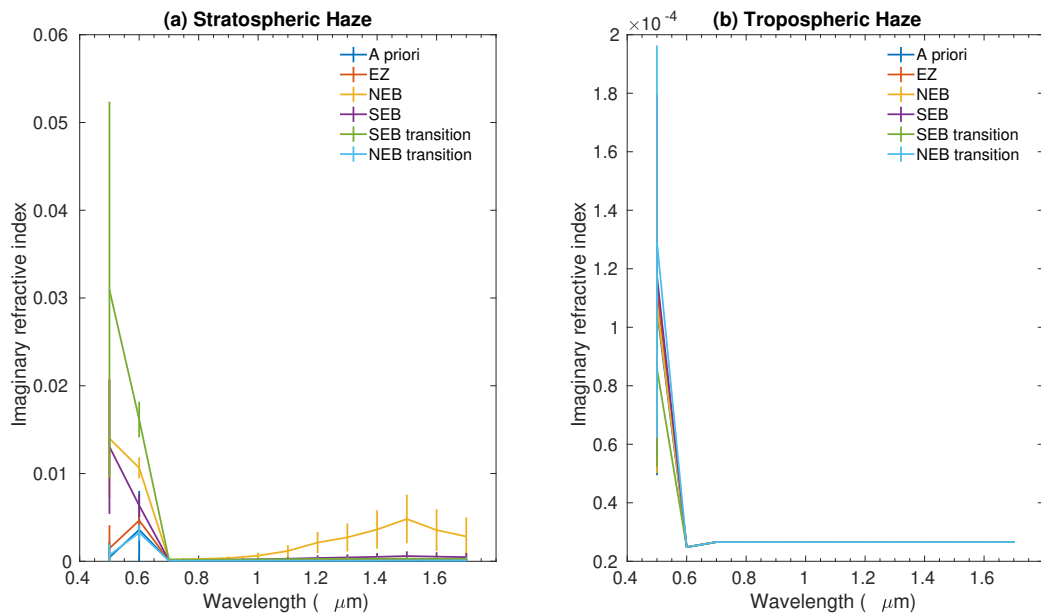 (a) Stratospheric Haze
0.06
0.05
0.04
0.03
0.02
0.01
0
Imaginary refractive index
A priori
EZ
NEB
SEB
SEB transition
NEB transition
0.4 0.6 0.8 1 1.2 1.4 1.6
Wavelength ( μm)
(b) Tropospheric Haze
×10⁻⁴
2
1.8
1.6
1.4
1.2
1
0.8
0.6
0.4
0.2
Imaginary refractive index
A priori
EZ
NEB
SEB
SEB transition
NEB transition
0.4 0.6 0.8 1 1.2 1.4 1.6
Wavelength ( μm)